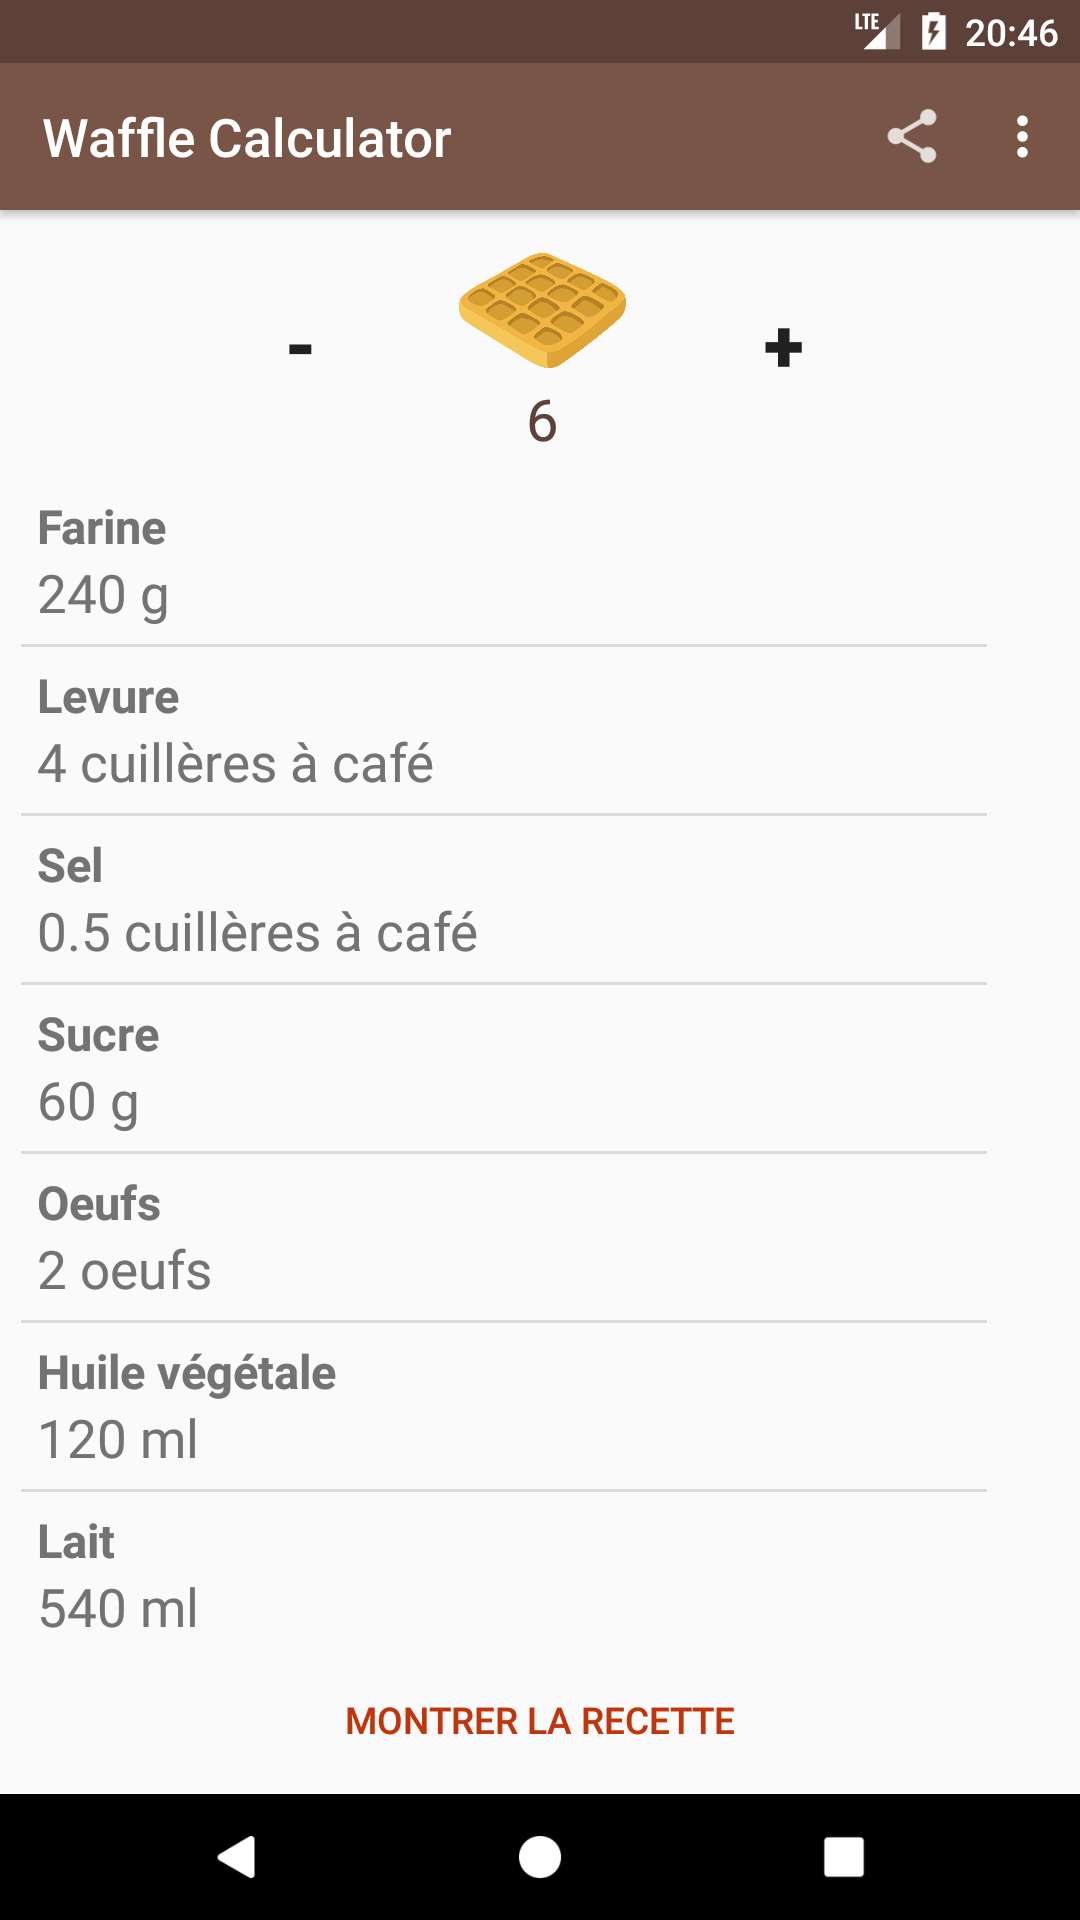 LTE 20:46
Waffle Calculator
- +
6
Farine
240 g
Levure
4 cuillères à café
Sel
0.5 cuillères à café
Sucre
60 g
Oeufs
2 oeufs
Huile végétale
120 ml
Lait
540 ml
MONTRER LA RECETTE